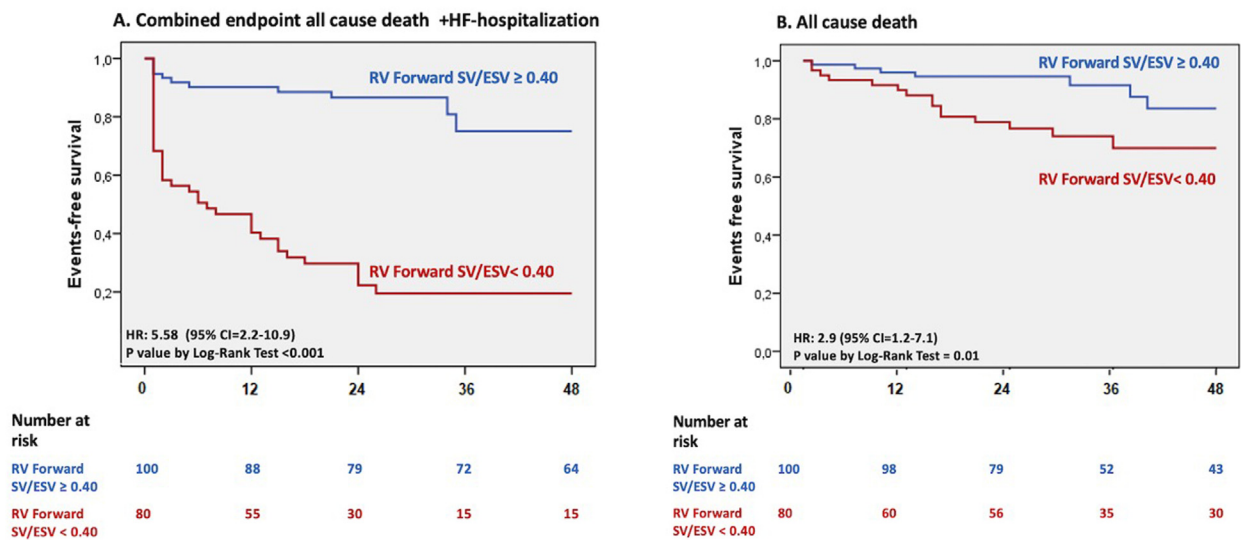 A. Combined endpoint all cause death +HF-hospitalization
Events-free survival
1,0
0,8
0,6
0,4
0,2
RV Forward SV/ESV ≥ 0.40
RV Forward SV/ESV< 0.40
HR: 5.58 (95% CI=2.2-10.9)
P value by Log-Rank Test <0.001
0 12 24 36 48
Number at
risk
RV Forward
SV/ESV ≥ 0.40
100 88 79 72 64
RV Forward
SV/ESV < 0.40
80 55 30 15 15
B. All cause death
Events free survival
1,0
0,8
0,6
0,4
0,2
0,0
RV Forward SV/ESV ≥ 0.40
RV Forward SV/ESV< 0.40
HR: 2.9 (95% CI=1.2-7.1)
P value by Log-Rank Test = 0.01
0 12 24 36 48
Number at
risk
RV Forward
SV/ESV ≥ 0.40
100 98 79 52 43
RV Forward
SV/ESV < 0.40
80 60 56 35 30